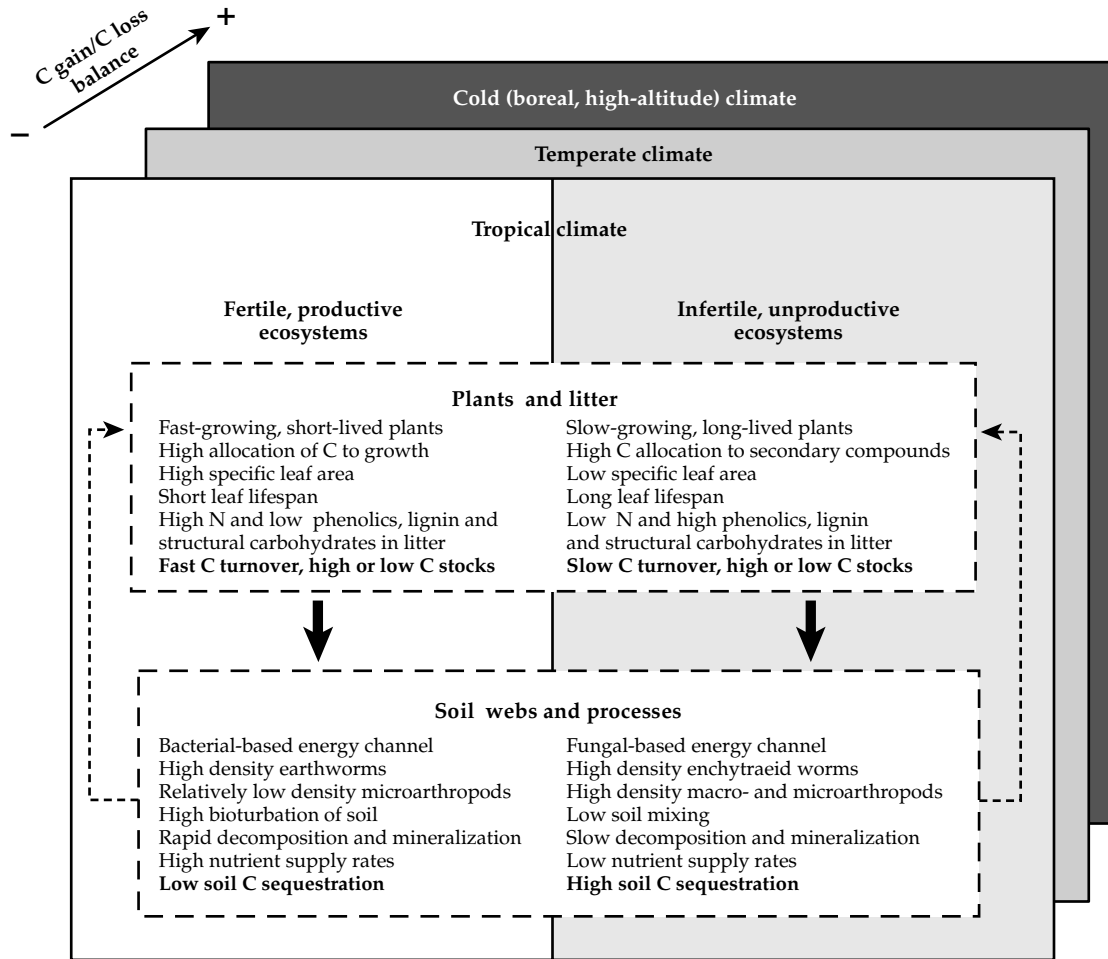 C gain/C loss
balance
+
−
Cold (boreal, high-altitude) climate
Temperate climate
Tropical climate
Fertile, productive
ecosystems
Infertile, unproductive
ecosystems
Plants and litter
Fast-growing, short-lived plants
High allocation of C to growth
High specific leaf area
Short leaf lifespan
High N and low phenolics, lignin and
structural carbohydrates in litter
Fast C turnover, high or low C stocks
Slow-growing, long-lived plants
High C allocation to secondary compounds
Low specific leaf area
Long leaf lifespan
Low N and high phenolics, lignin
and structural carbohydrates in litter
Slow C turnover, high or low C stocks
Soil webs and processes
Bacterial-based energy channel
High density earthworms
Relatively low density microarthropods
High bioturbation of soil
Rapid decomposition and mineralization
High nutrient supply rates
Low soil C sequestration
Fungal-based energy channel
High density enchytraeid worms
High density macro- and microarthropods
Low soil mixing
Slow decomposition and mineralization
Low nutrient supply rates
High soil C sequestration